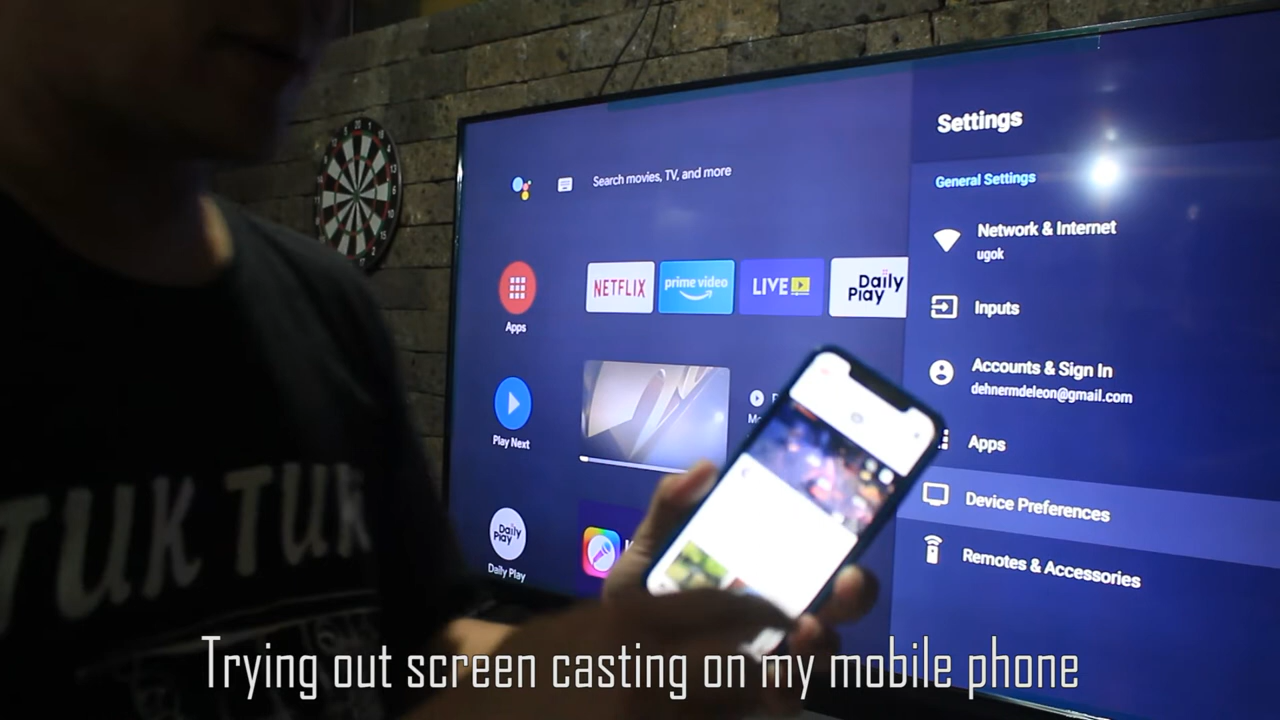 Settings
Search movies, TV, and more
General Settings
Network & Internet
ugok
NETFLIX
prime video
LIVE
Daily
Play
Inputs
Apps
Accounts & Sign In
dehnermdeleon@gmail.com
Play Next
Apps
Device Preferences
Daily
Play
Daily Play
Remotes & Accessories
TUK TUK
Trying out screen casting on my mobile phone